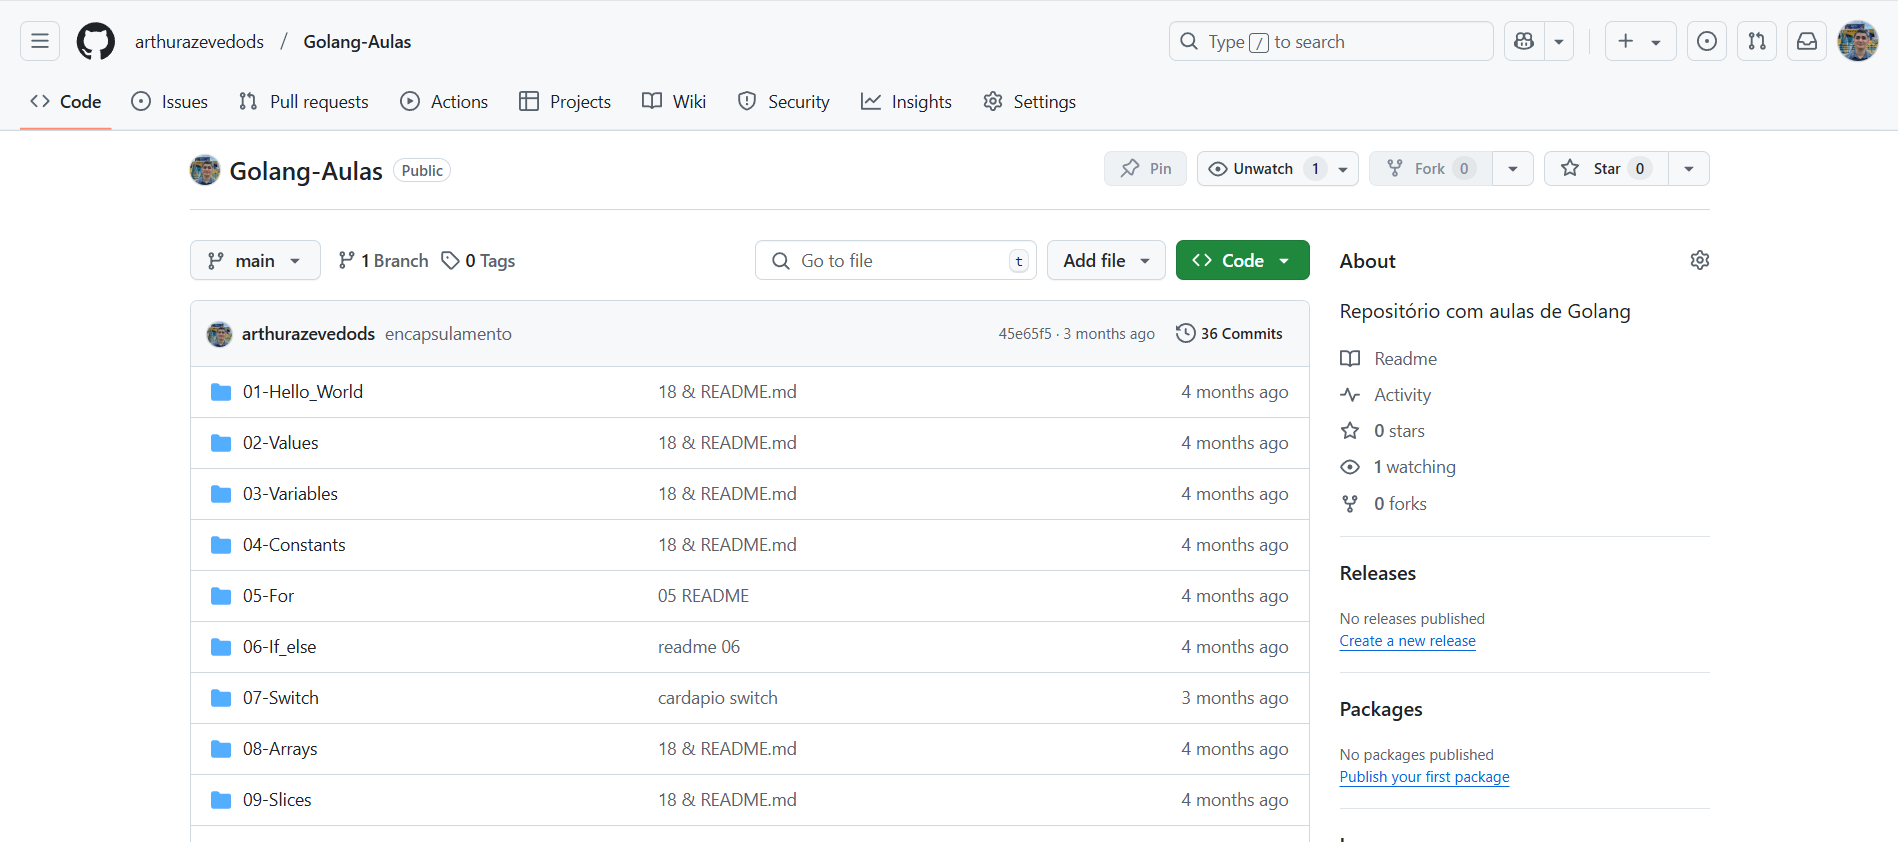 arthurazevedods / Golang-Aulas
Type / to search
Code Issues Pull requests Actions Projects Wiki Security Insights Settings
Golang-Aulas Public
Pin Unwatch 1 Fork 0 Star 0
main 1 Branch 0 Tags
Go to file t Add file Code
arthurazevedods encapsulamento 45e65f5 · 3 months ago 36 Commits
01-Hello_World 18 & README.md 4 months ago
02-Values 18 & README.md 4 months ago
03-Variables 18 & README.md 4 months ago
04-Constants 18 & README.md 4 months ago
05-For 05 README 4 months ago
06-If_else readme 06 4 months ago
07-Switch cardapio switch 3 months ago
08-Arrays 18 & README.md 4 months ago
09-Slices 18 & README.md 4 months ago
About
Repositório com aulas de Golang
Readme
Activity
0 stars
1 watching
0 forks
Releases
No releases published
Create a new release
Packages
No packages published
Publish your first package